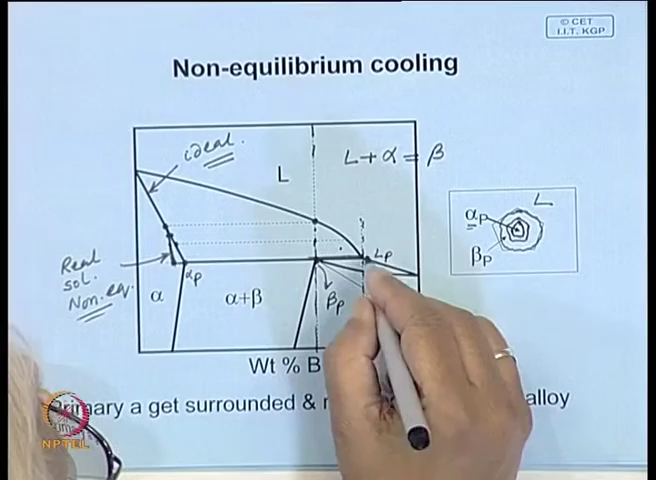 © CET
I.I.T. KGP
Non-equilibrium cooling
ideal.
L
L + α = β
L
αp
βp
Real
sol.
Non. eq.
Lp
αp
α
α+β
βp
Wt % B
Primary a get surrounded &
alloy
NPTEL